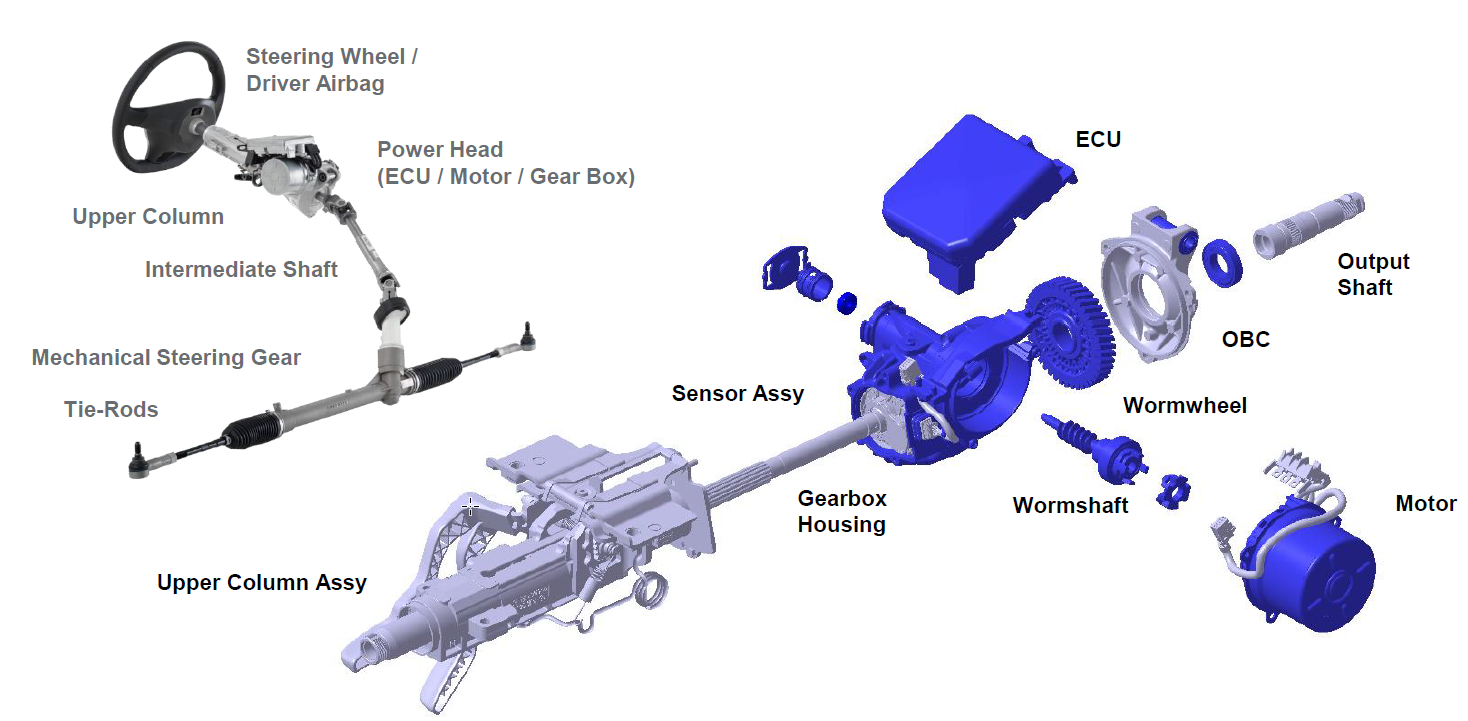 Steering Wheel /
Driver Airbag
Power Head
(ECU / Motor / Gear Box)
Upper Column
Intermediate Shaft
Mechanical Steering Gear
Tie-Rods
ECU
Output
Shaft
OBC
Sensor Assy
Wormwheel
Gearbox
Housing
Wormshaft
Motor
Upper Column Assy